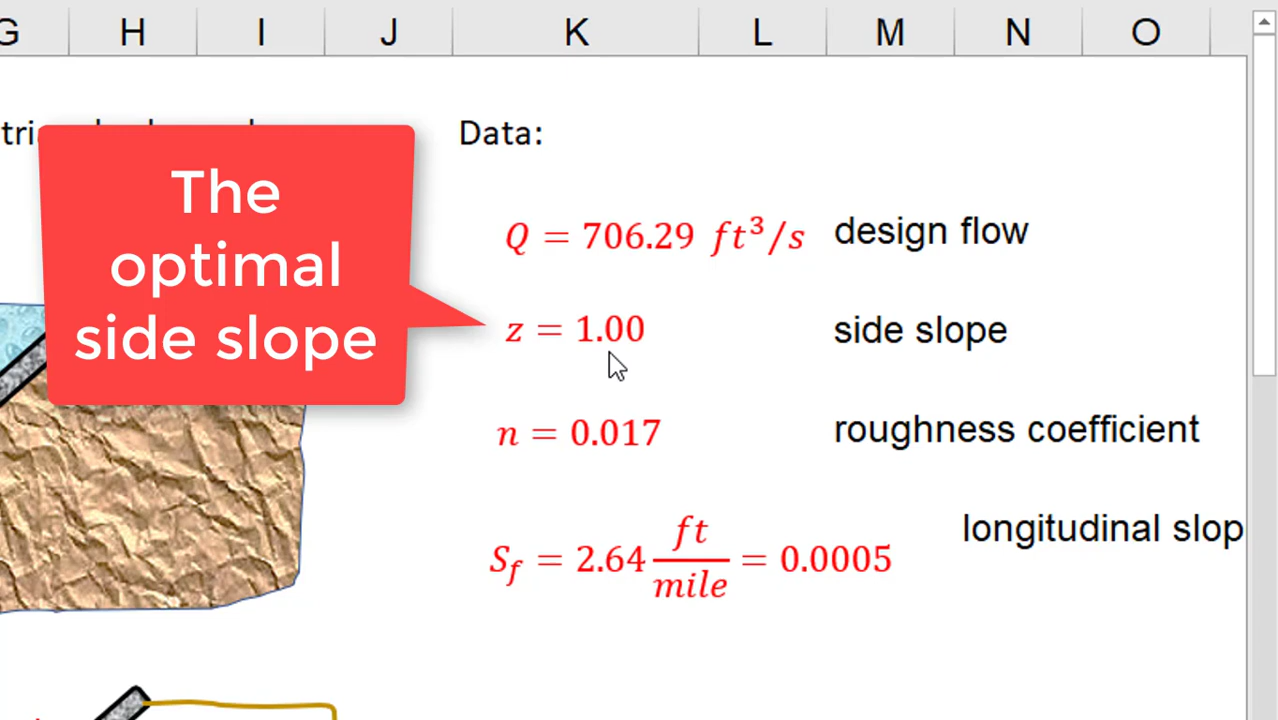 G H I J K L M N O
Data:
The
optimal
side slope
Q = 706.29 ft³/s design flow
z = 1.00 side slope
n = 0.017 roughness coefficient
S_f = 2.64 ft/mile = 0.0005 longitudinal slop